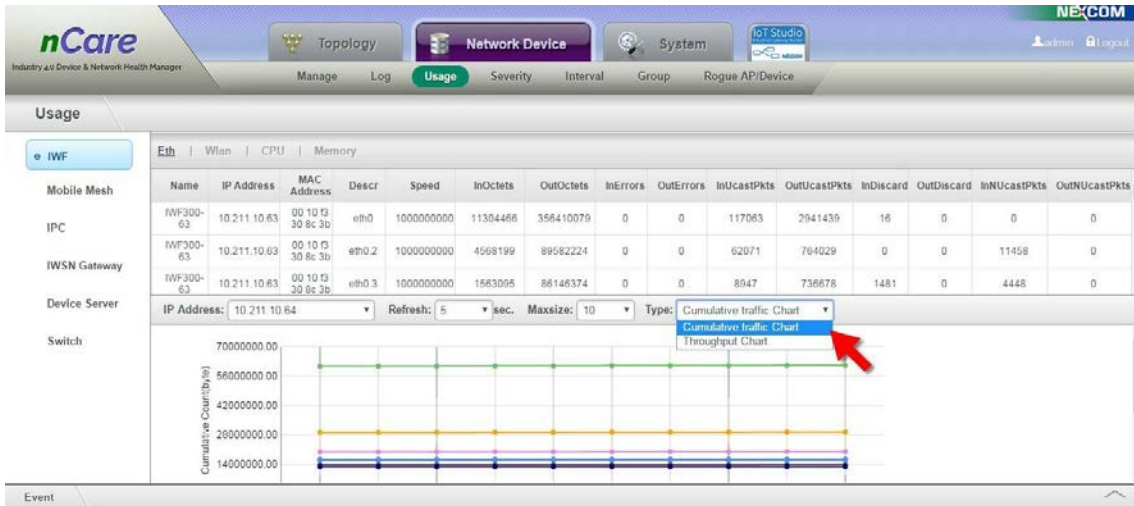 NEXCOM
nCare
Industry 4.0 Device & Network Health Manager
Topology
Network Device
System
IoT Studio
admin Logout
Manage Log Usage Severity Interval Group Rogue AP/Device
Usage
IWF
Mobile Mesh
IPC
IWSN Gateway
Device Server
Switch
Eth | Wlan | CPU | Memory
Name IP Address MAC Address Descr Speed InOctets OutOctets InErrors OutErrors InUcastPkts OutUcastPkts InDiscard OutDiscard InNUcastPkts OutNUcastPkts
IWF300-63 10.211.10.63 00 10 f3 30 8c 3b eth0 1000000000 11304466 356410079 0 0 117063 2941439 16 0 0 0
IWF300-63 10.211.10.63 00 10 f3 30 8c 3b eth0.2 1000000000 4568199 89582224 0 0 62071 764029 0 0 11458 0
IWF300-63 10.211.10.63 00 10 f3 30 8c 3b eth0.3 1000000000 1563095 86146374 0 0 8947 736678 1481 0 4448 0
IP Address: 10.211.10.64 Refresh: 5 sec. Maxsize: 10 Type: Cumulative traffic Chart
Cumulative traffic Chart
Throughput Chart
Cumulative Count(byte)
70000000.00
56000000.00
42000000.00
28000000.00
14000000.00
Event